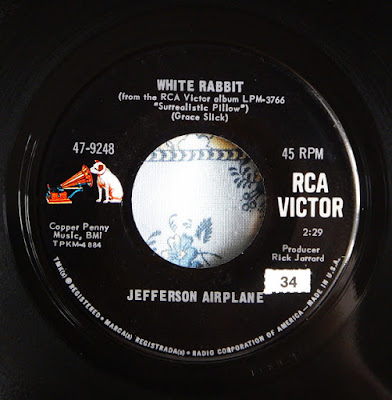 WHITE RABBIT
(from the RCA Victor album LPM-3766
"Surrealistic Pillow")
(Grace Slick)
47-9248
45 RPM
RCA
VICTOR
Copper Penny
Music, BMI
TPKM-4884
2:29
Producer
Rick Jarrard
34
JEFFERSON AIRPLANE
TMK(s) ® REGISTERED • MARCA(s) REGISTRADA(s) • RADIO CORPORATION OF AMERICA—MADE IN U.S.A.